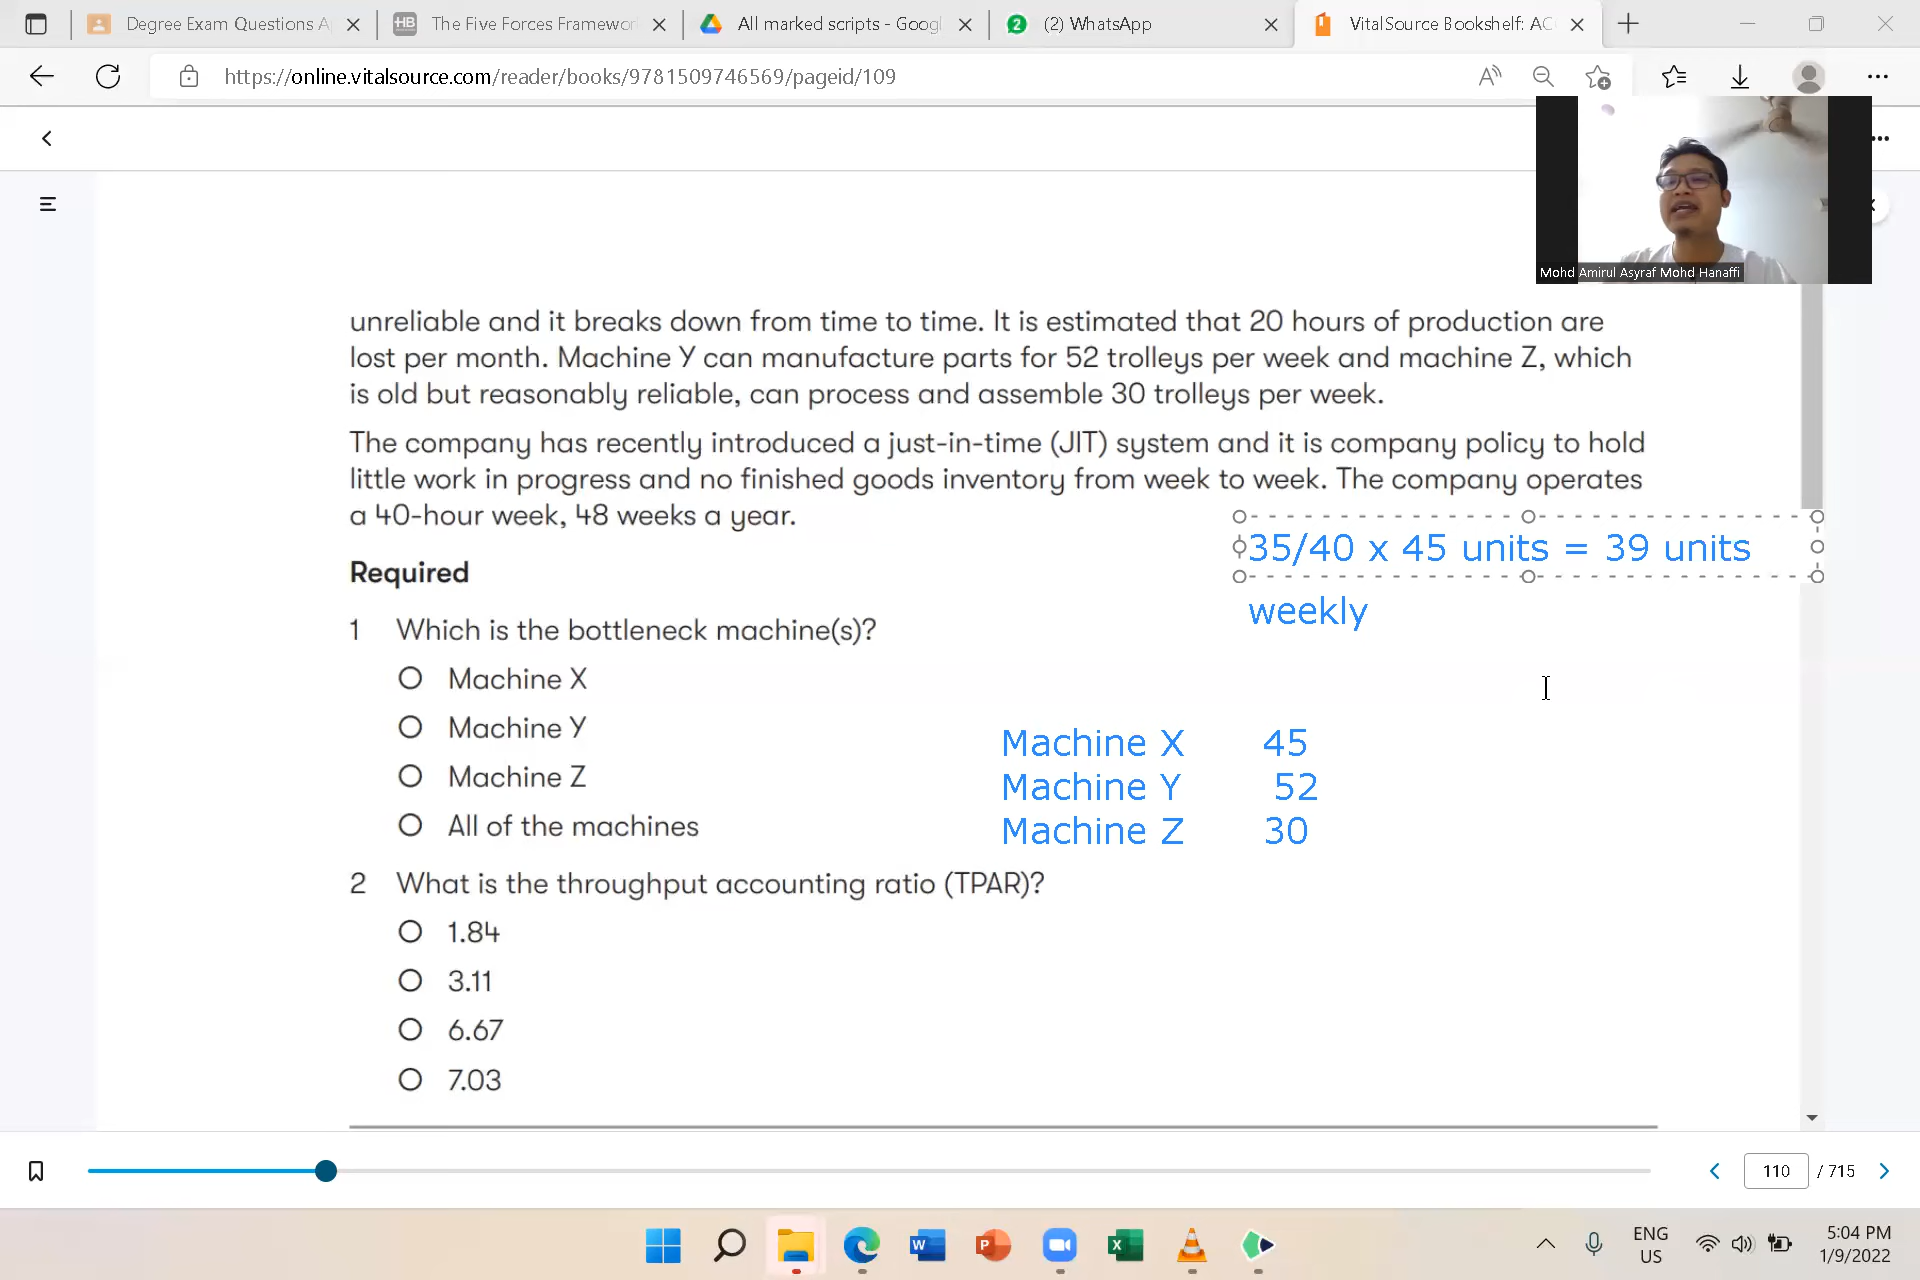 Degree Exam Questions A
HB
The Five Forces Framewor
All marked scripts - Googl
2
(2) WhatsApp
VitalSource Bookshelf: AC
https://online.vitalsource.com/reader/books/9781509746569/pageid/109
Mohd Amirul Asyraf Mohd Hanaffi
unreliable and it breaks down from time to time. It is estimated that 20 hours of production are
lost per month. Machine Y can manufacture parts for 52 trolleys per week and machine Z, which
is old but reasonably reliable, can process and assemble 30 trolleys per week.
The company has recently introduced a just-in-time (JIT) system and it is company policy to hold
little work in progress and no finished goods inventory from week to week. The company operates
a 40-hour week, 48 weeks a year.
35/40 x 45 units = 39 units
weekly
Required
1 Which is the bottleneck machine(s)?
Machine X
Machine Y
Machine Z
All of the machines
Machine X 45
Machine Y 52
Machine Z 30
2 What is the throughput accounting ratio (TPAR)?
1.84
3.11
6.67
7.03
110 / 715
W
P
X
ENG
US
5:04 PM
1/9/2022